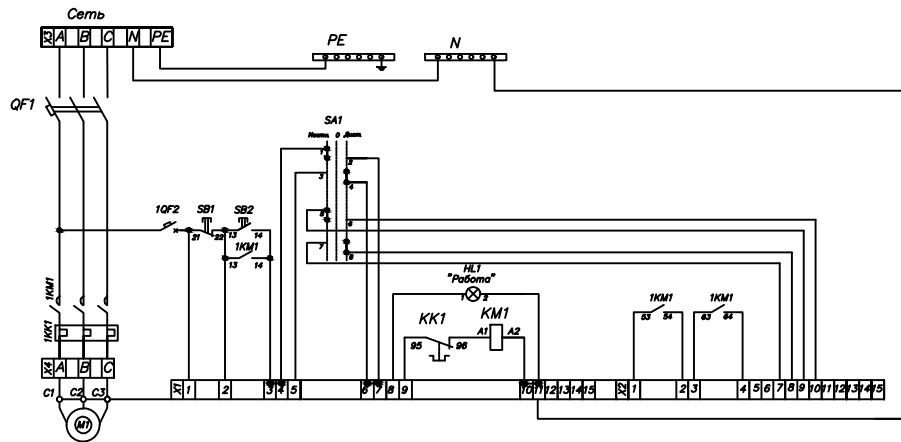 Сеть
X3 A B C N PE
PE
N
QF1
SA1
Местн. 0 Дист.
1
2
3
4
5
6
7
8
1QF2 SB1 SB2
21 22 13 14
1KM1
13 14
HL1
"Работа"
1 2
KK1 KM1
95 96 A1 A2
1KM1 1KM1
53 54 63 64
1KM1
1KK1
X4 A B C
C1 C2 C3
M1
X1 1 2 3 4 5 6 7 8 9 10 11 12 13 14 15
X2 1 2 3 4 5 6 7 8 9 10 11 12 13 14 15